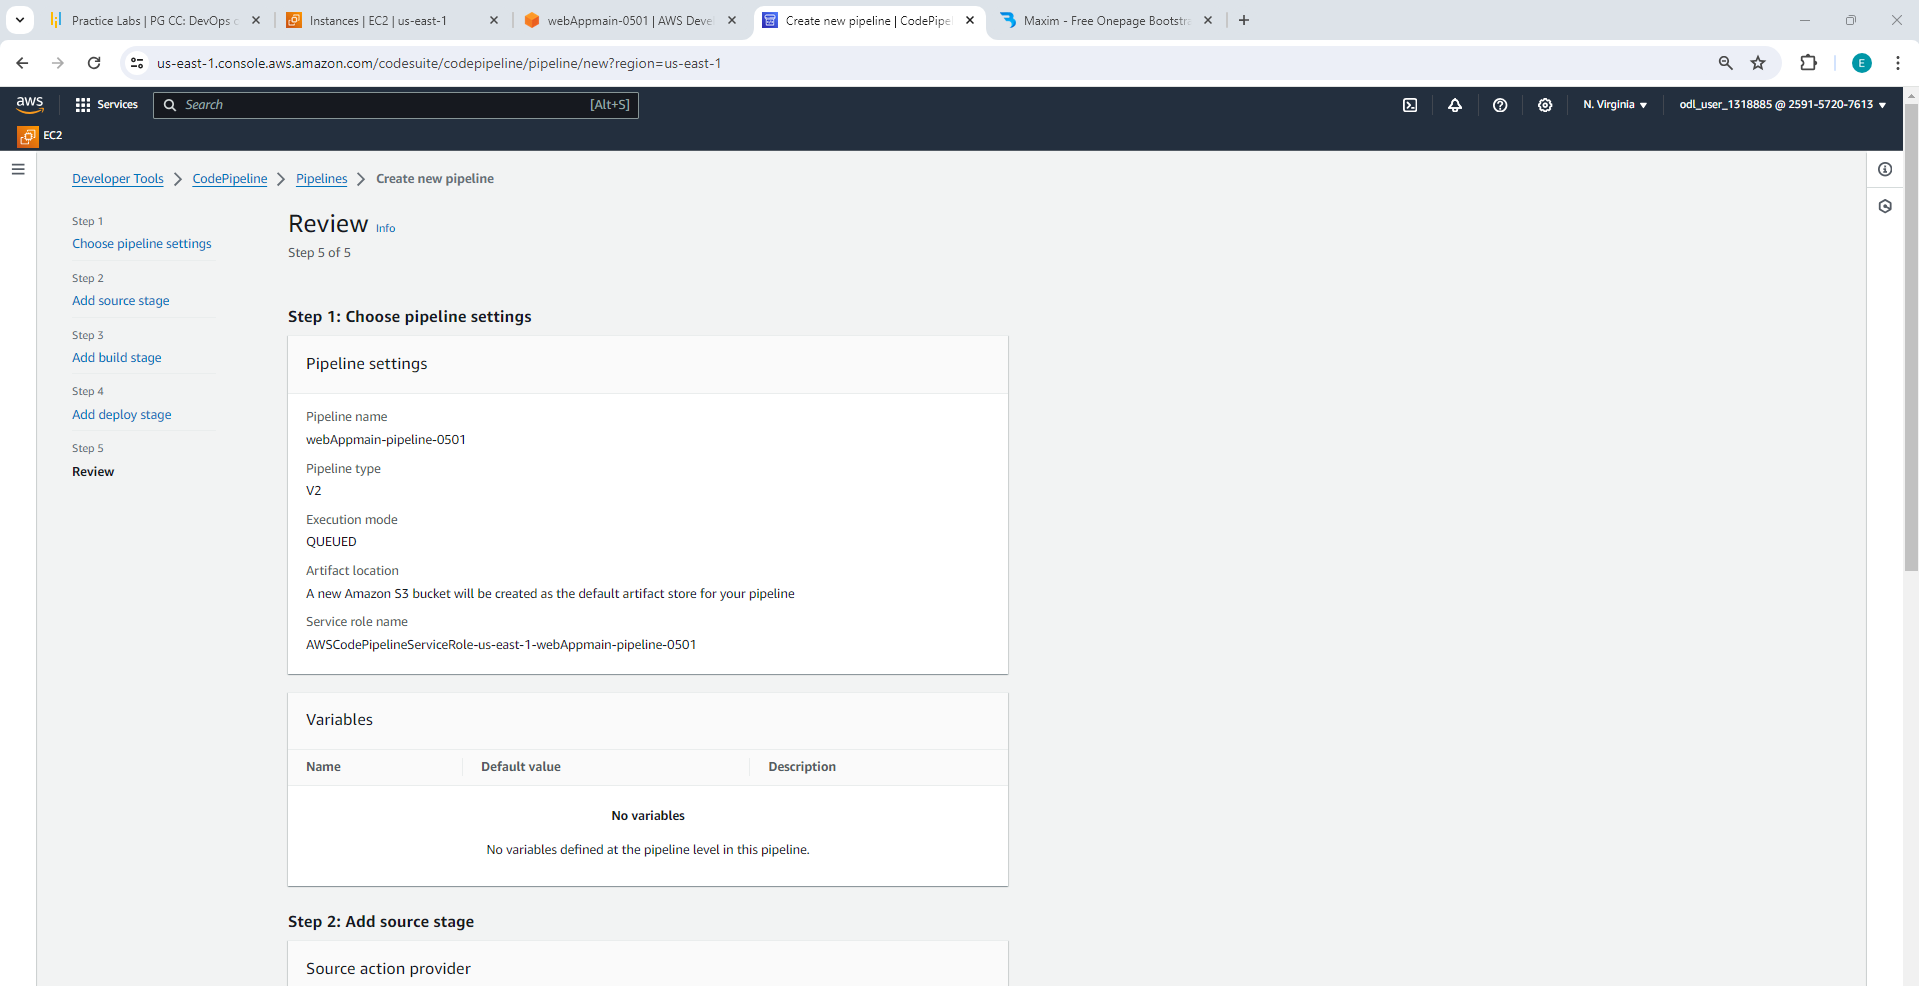 Practice Labs | PG CC: DevOps
Instances | EC2 | us-east-1
webAppmain-0501 | AWS Deve
Create new pipeline | CodePipel
Maxim - Free Onepage Bootstra
us-east-1.console.aws.amazon.com/codesuite/codepipeline/pipeline/new?region=us-east-1
E
aws
Services
Search
[Alt+S]
N. Virginia
odl_user_1318885 @ 2591-5720-7613
EC2
Developer Tools
CodePipeline
Pipelines
Create new pipeline
Step 1
Choose pipeline settings
Step 2
Add source stage
Step 3
Add build stage
Step 4
Add deploy stage
Step 5
Review
Review Info
Step 5 of 5
Step 1: Choose pipeline settings
Pipeline settings
Pipeline name
webAppmain-pipeline-0501
Pipeline type
V2
Execution mode
QUEUED
Artifact location
A new Amazon S3 bucket will be created as the default artifact store for your pipeline
Service role name
AWSCodePipelineServiceRole-us-east-1-webAppmain-pipeline-0501
Variables
Name Default value Description
No variables
No variables defined at the pipeline level in this pipeline.
Step 2: Add source stage
Source action provider